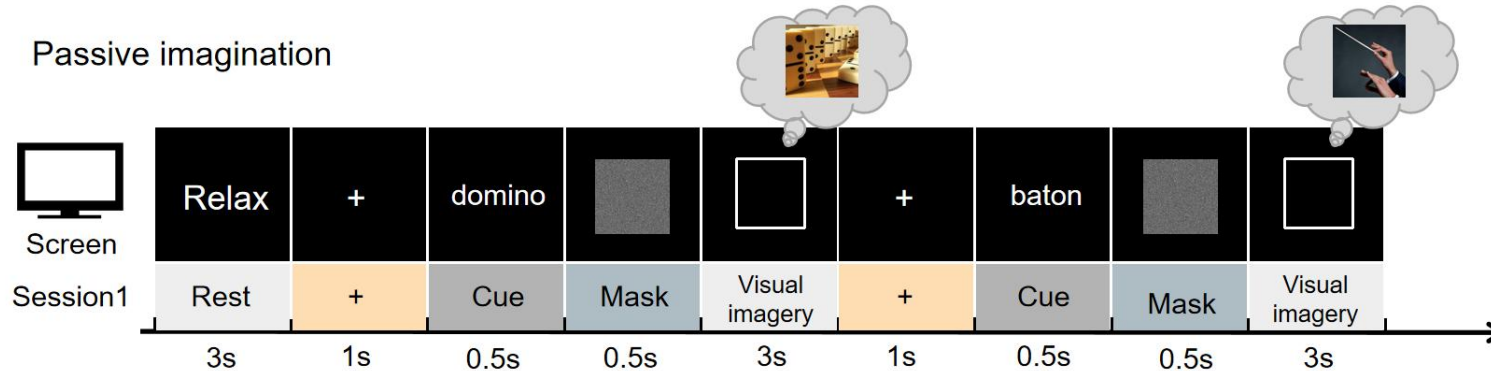 Passive imagination
Relax + domino + baton
Screen
Session1 Rest + Cue Mask Visual imagery + Cue Mask Visual imagery
3s 1s 0.5s 0.5s 3s 1s 0.5s 0.5s 3s